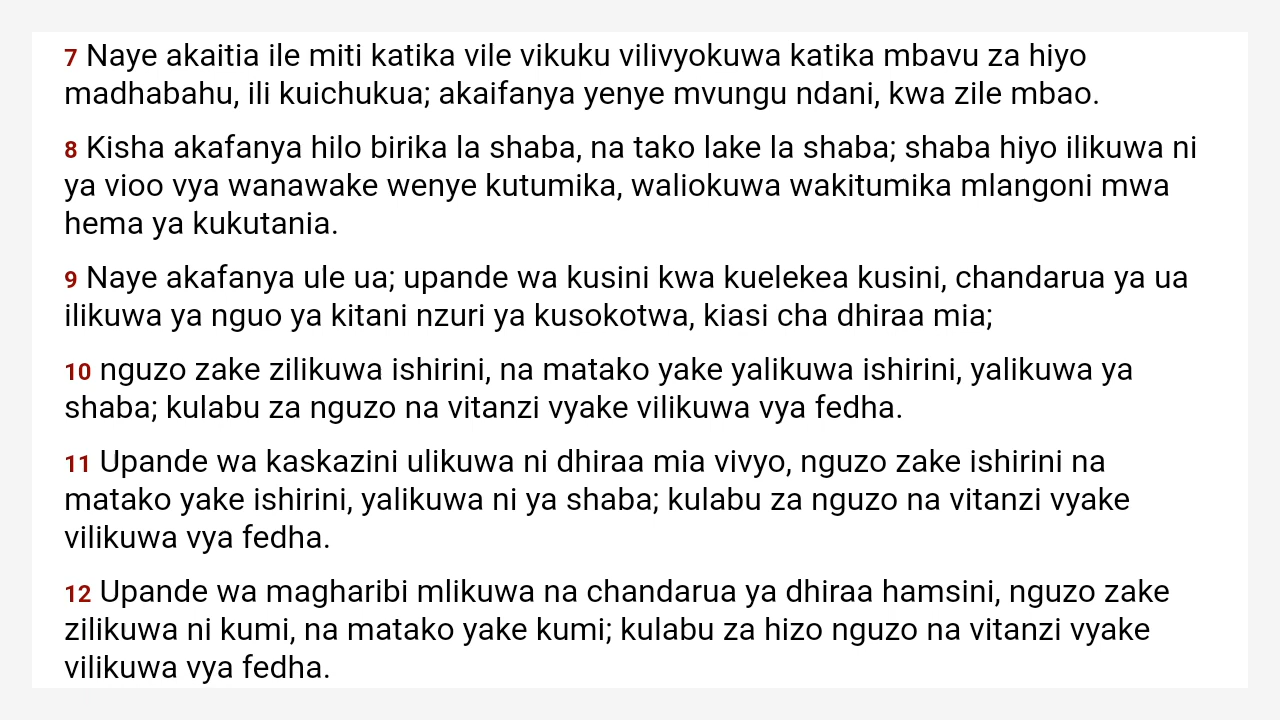 7 Naye akaitia ile miti katika vile vikuku vilivyokuwa katika mbavu za hiyo
madhabahu, ili kuichukua; akaifanya yenye mvungu ndani, kwa zile mbao.
8 Kisha akafanya hilo birika la shaba, na tako lake la shaba; shaba hiyo ilikuwa ni
ya vioo vya wanawake wenye kutumika, waliokuwa wakitumika mlangoni mwa
hema ya kukutania.
9 Naye akafanya ule ua; upande wa kusini kwa kuelekea kusini, chandarua ya ua
ilikuwa ya nguo ya kitani nzuri ya kusokotwa, kiasi cha dhiraa mia;
10 nguzo zake zilikuwa ishirini, na matako yake yalikuwa ishirini, yalikuwa ya
shaba; kulabu za nguzo na vitanzi vyake vilikuwa vya fedha.
11 Upande wa kaskazini ulikuwa ni dhiraa mia vivyo, nguzo zake ishirini na
matako yake ishirini, yalikuwa ni ya shaba; kulabu za nguzo na vitanzi vyake
vilikuwa vya fedha.
12 Upande wa magharibi mlikuwa na chandarua ya dhiraa hamsini, nguzo zake
zilikuwa ni kumi, na matako yake kumi; kulabu za hizo nguzo na vitanzi vyake
vilikuwa vya fedha.